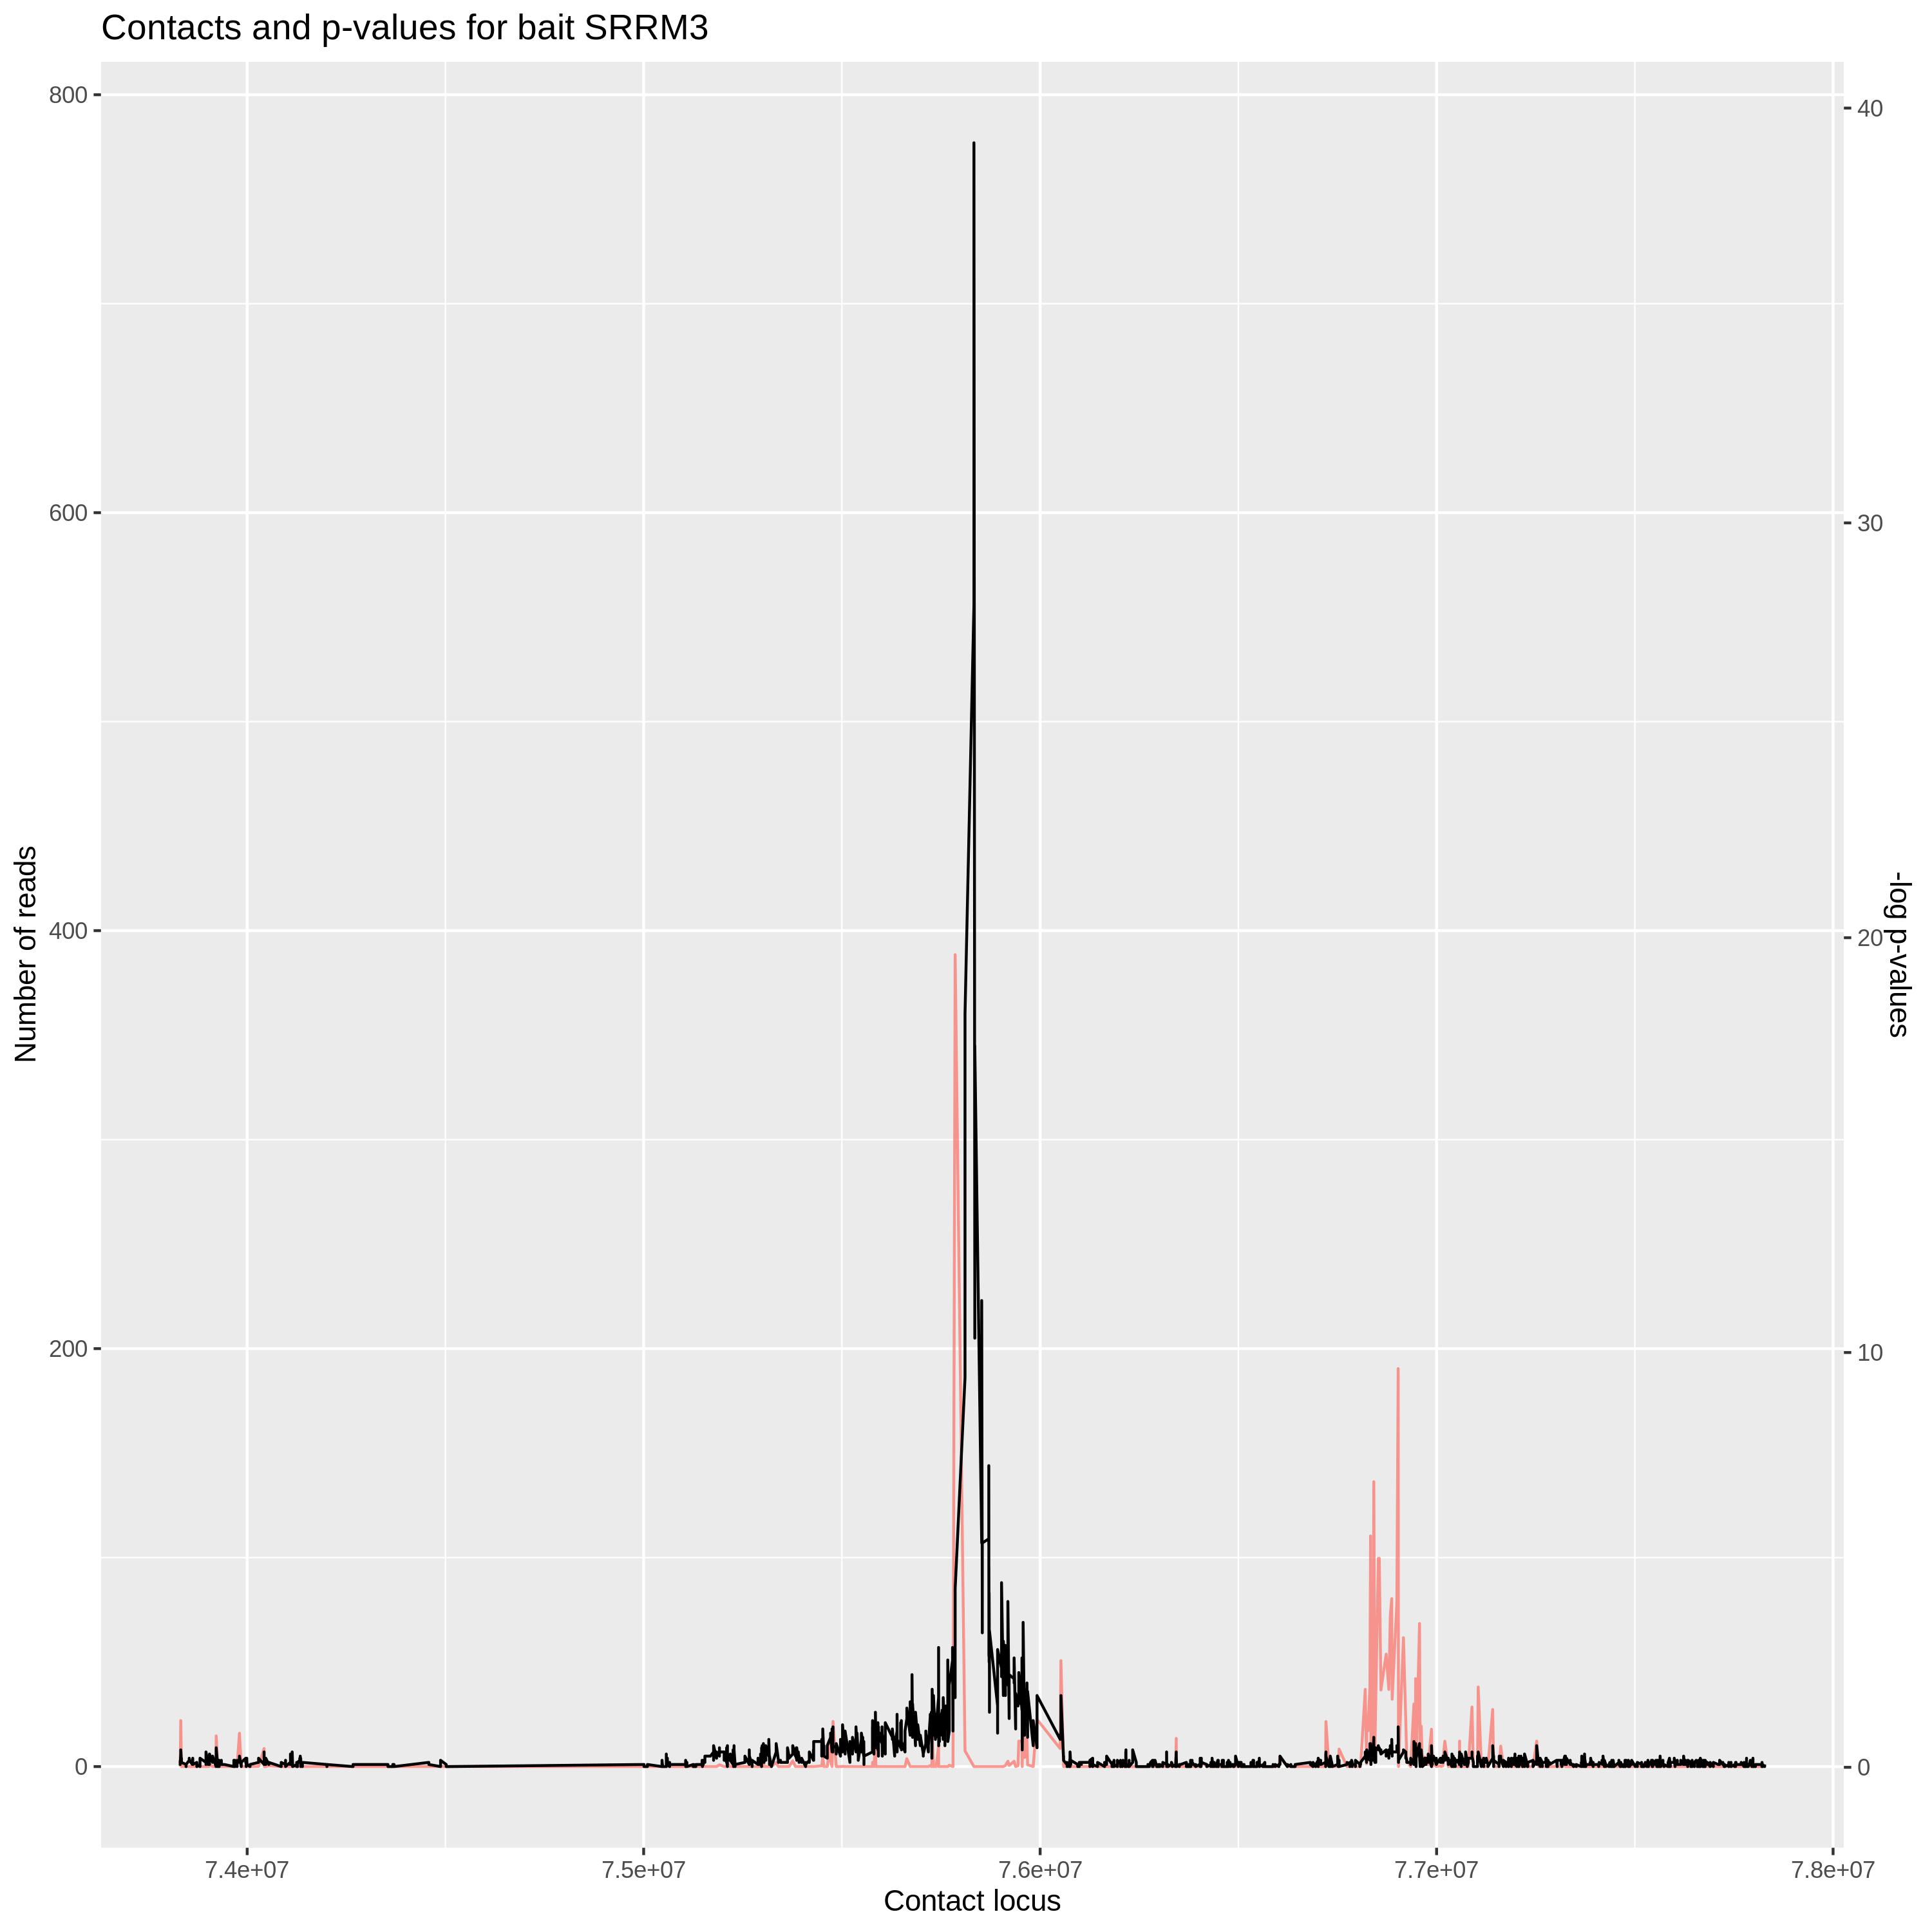 Contacts and p-values for bait SRRM3
800
600
400
200
0
40
30
20
10
0
Number of reads
-log p-values
7.4e+07 7.5e+07 7.6e+07 7.7e+07 7.8e+07
Contact locus